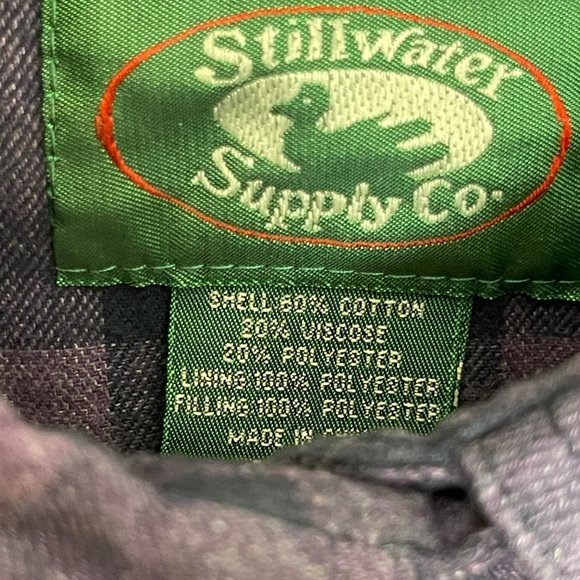 StillWater
Supply Co.
SHELL 60% COTTON
20% VISCOSE
20% POLYESTER
LINING 100% POLYESTER
FILLING 100% POLYESTER
MADE IN